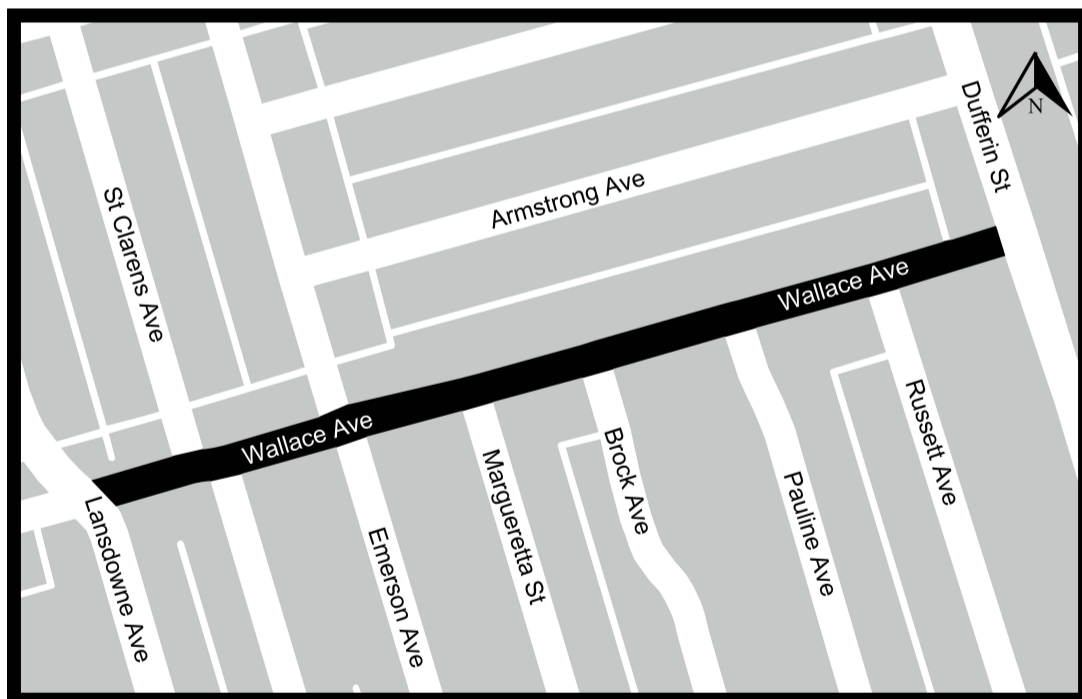 Dufferin St
N
Armstrong Ave
St Clarens Ave
Wallace Ave
Wallace Ave
Lansdowne Ave
Emerson Ave
Margueretta St
Brock Ave
Pauline Ave
Russett Ave